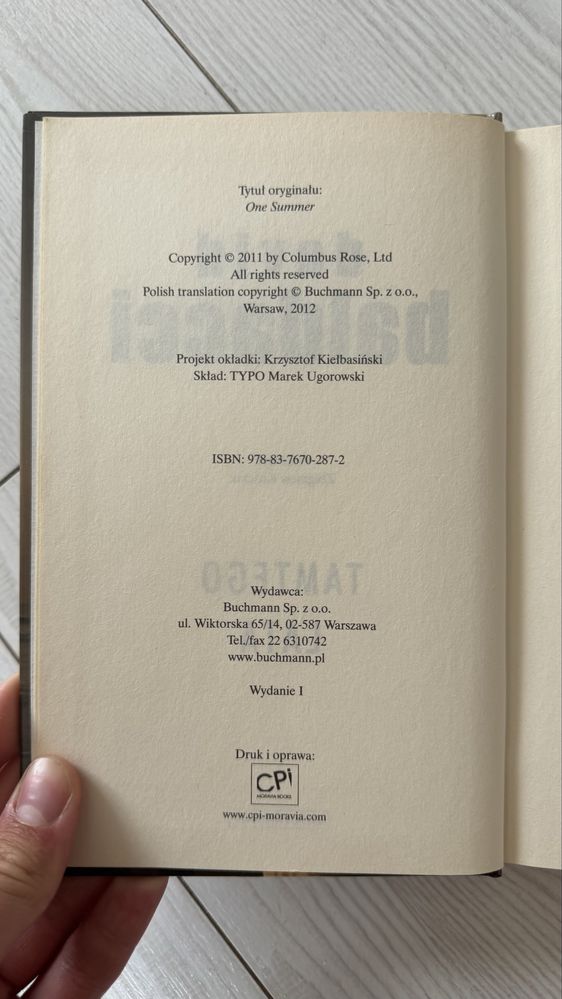 Tytuł oryginału:
One Summer
Copyright © 2011 by Columbus Rose, Ltd
All rights reserved
Polish translation copyright © Buchmann Sp. z o.o.,
Warsaw, 2012
Projekt okładki: Krzysztof Kiełbasiński
Skład: TYPO Marek Ugorowski
ISBN: 978-83-7670-287-2
Wydawca:
Buchmann Sp. z o.o.
ul. Wiktorska 65/14, 02-587 Warszawa
Tel./fax 22 6310742
www.buchmann.pl
Wydanie I
Druk i oprawa:
CPi
MORAVIA BOOKS
www.cpi-moravia.com